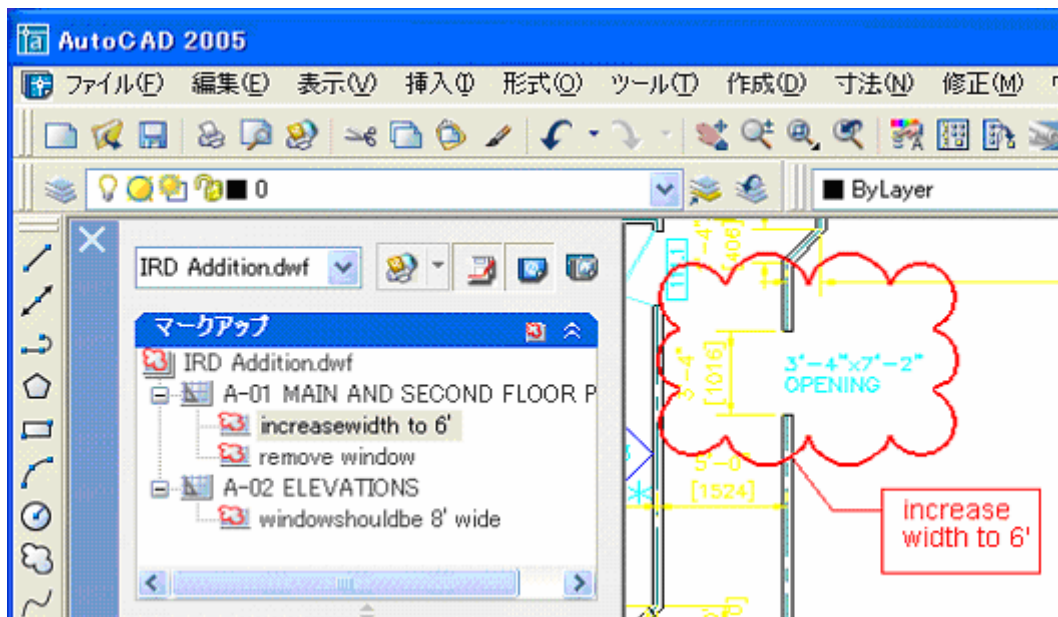 AutoCAD 2005
ファイル(F) 編集(E) 表示(V) 挿入(I) 形式(O) ツール(T) 作成(D) 寸法(N) 修正(M)
0
ByLayer
IRD Addition.dwf
マークアップ
IRD Addition.dwf
A-01 MAIN AND SECOND FLOOR P
increasewidth to 6'
remove window
A-02 ELEVATIONS
windowshouldbe 8' wide
[406]
3'-4"
[1016]
3'-4"x7'-2"
OPENING
5'-0"
[1524]
increase
width to 6'